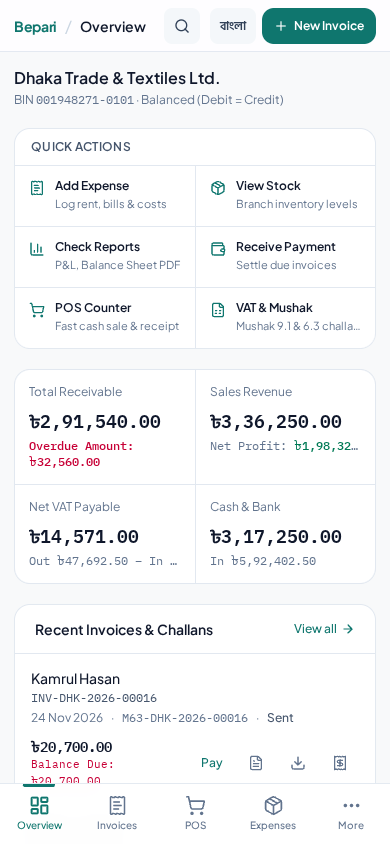 Bepari / Overview
বাংলা
New Invoice
Dhaka Trade & Textiles Ltd.
BIN 001948271-0101 · Balanced (Debit = Credit)
QUICK ACTIONS
Add Expense
Log rent, bills & costs
View Stock
Branch inventory levels
Check Reports
P&L, Balance Sheet PDF
Receive Payment
Settle due invoices
POS Counter
Fast cash sale & receipt
VAT & Mushak
Mushak 9.1 & 6.3 challa…
Total Receivable
৳2,91,540.00
Overdue Amount:
৳32,560.00
Sales Revenue
৳3,36,250.00
Net Profit: ৳1,98,32…
Net VAT Payable
৳14,571.00
Out ৳47,692.50 − In …
Cash & Bank
৳3,17,250.00
In ৳5,92,402.50
Recent Invoices & Challans
View all →
Kamrul Hasan
INV-DHK-2026-00016
24 Nov 2026 · M63-DHK-2026-00016 · Sent
৳20,700.00
Balance Due:
৳20,700.00
Pay
Overview
Invoices
POS
Expenses
More